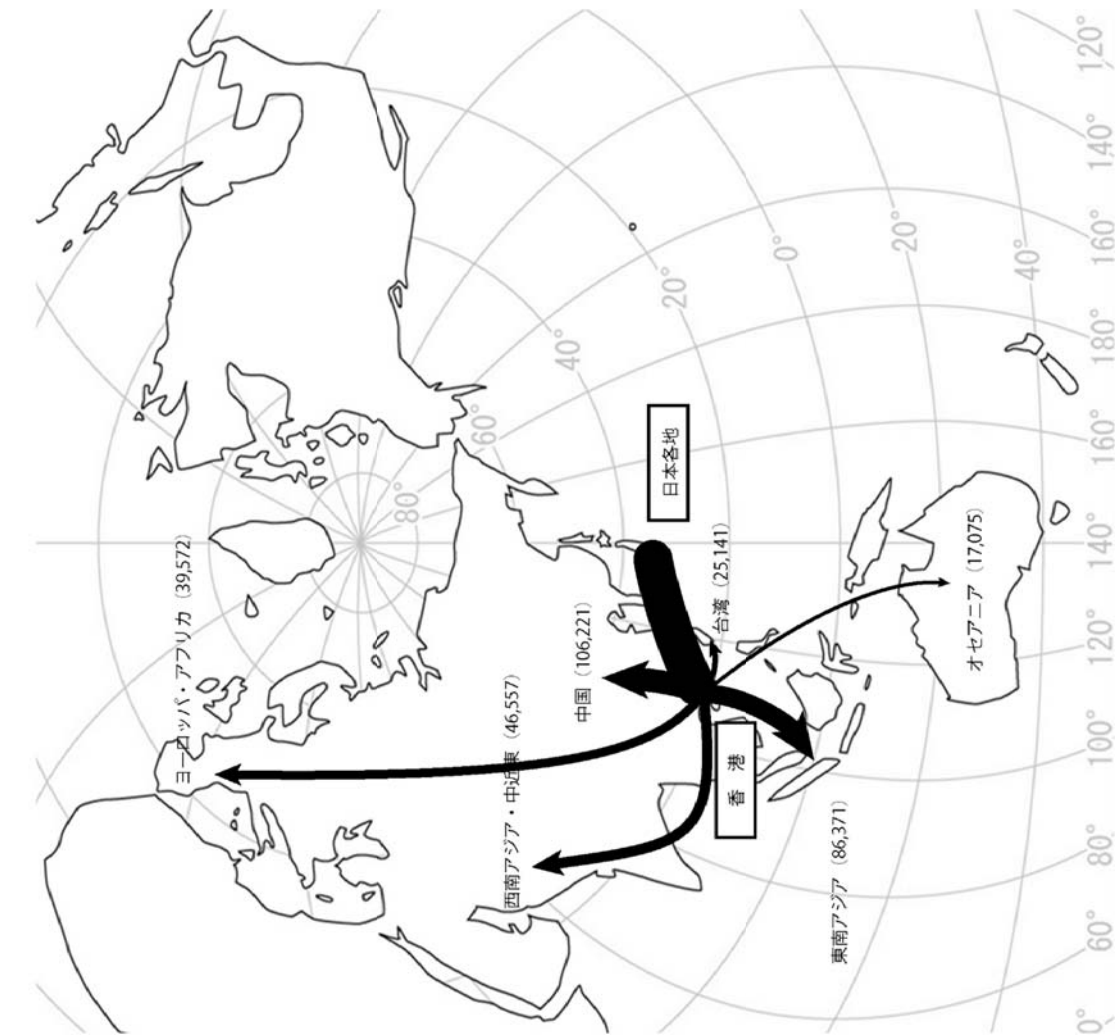 ヨーロッパ・アフリカ（39,572）
西南アジア・中近東（46,557）
中国（106,221）
日本各地
台湾（25,141）
香 港
東南アジア（86,371）
オセアニア（17,075）
80°
60°
40°
20°
0°
20°
40°
0°
60°
80°
100°
120°
140°
160°
180°
160°
140°
120°